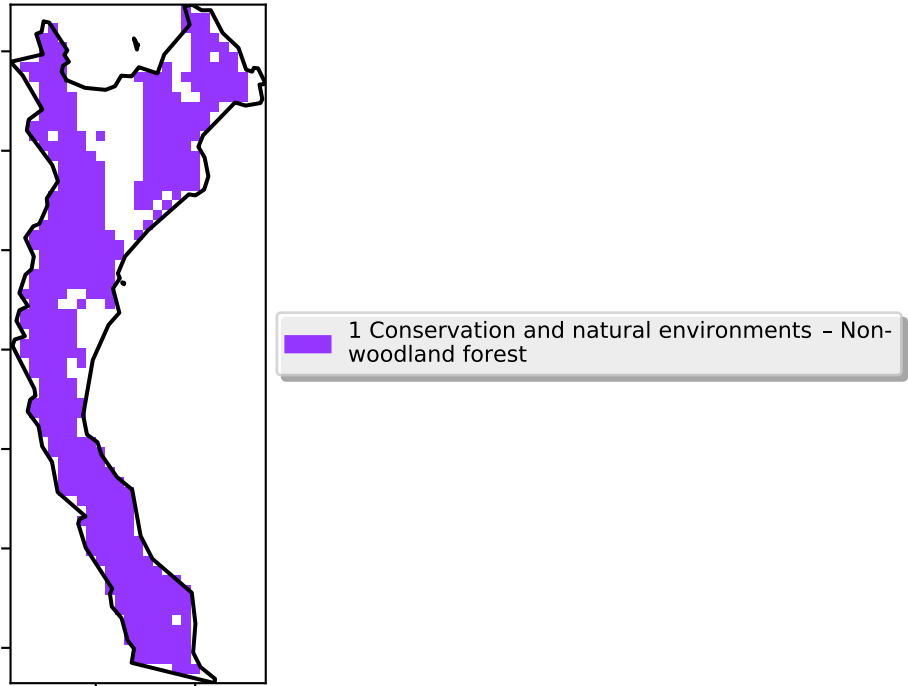 1 Conservation and natural environments – Non-
woodland forest